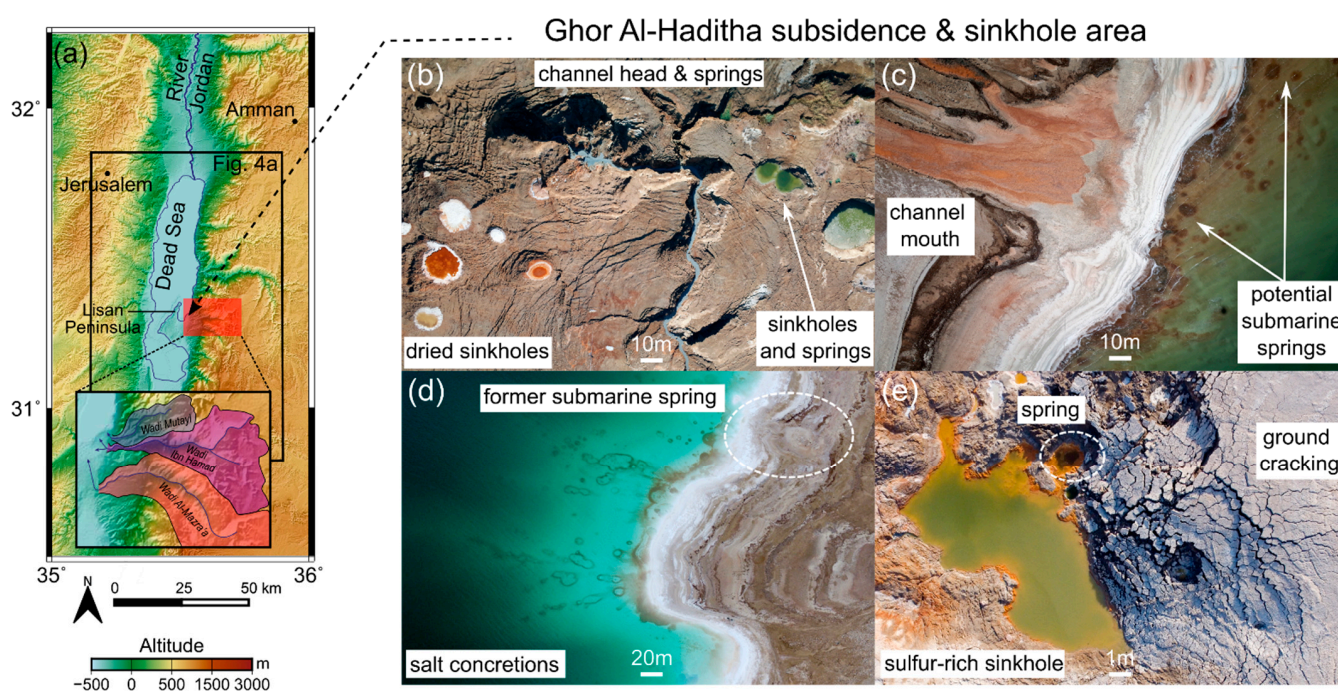 Ghor Al-Haditha subsidence & sinkhole area
(a)
River
Jordan
32°
Amman
Fig. 4a
Jerusalem
Dead Sea
Lisan
Peninsula
31°
Wadi Mutayl
Wadi
Ibn Hamad
Wadi Al-Mazra'a
35°
36°
N
0 25 50 km
Altitude
m
−500 0 500 1500 3000
(b)
channel head & springs
dried sinkholes
10m
sinkholes
and springs
(c)
channel
mouth
10m
potential
submarine
springs
(d)
former submarine spring
salt concretions
20m
(e)
spring
ground
cracking
sulfur-rich sinkhole
1m